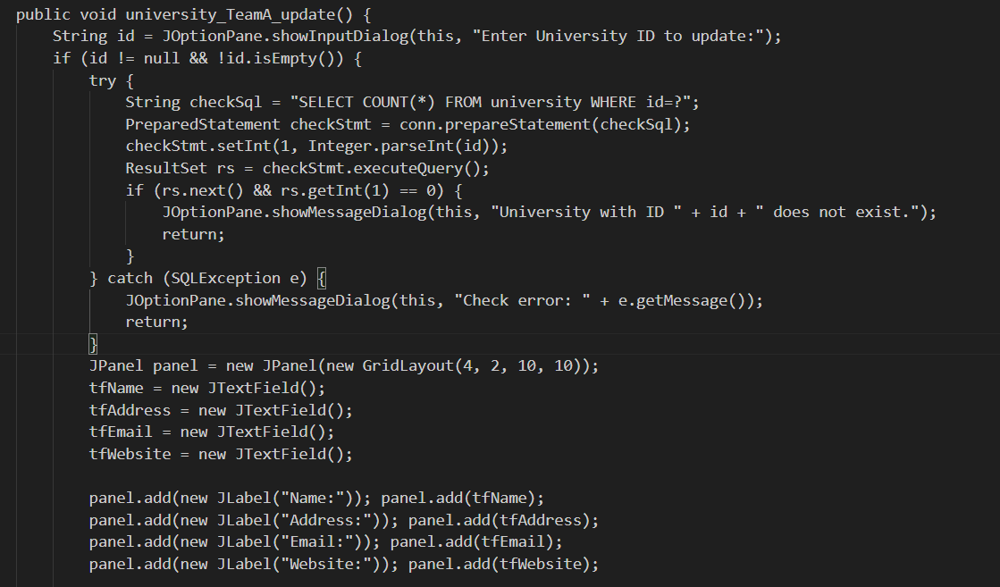 public void university_TeamA_update() {
    String id = JOptionPane.showInputDialog(this, "Enter University ID to update:");
    if (id != null && !id.isEmpty()) {
        try {
            String checkSql = "SELECT COUNT(*) FROM university WHERE id=?";
            PreparedStatement checkStmt = conn.prepareStatement(checkSql);
            checkStmt.setInt(1, Integer.parseInt(id));
            ResultSet rs = checkStmt.executeQuery();
            if (rs.next() && rs.getInt(1) == 0) {
                JOptionPane.showMessageDialog(this, "University with ID " + id + " does not exist.");
                return;
            }
        } catch (SQLException e) {
            JOptionPane.showMessageDialog(this, "Check error: " + e.getMessage());
            return;
        }
        JPanel panel = new JPanel(new GridLayout(4, 2, 10, 10));
        tfName = new JTextField();
        tfAddress = new JTextField();
        tfEmail = new JTextField();
        tfWebsite = new JTextField();

        panel.add(new JLabel("Name:")); panel.add(tfName);
        panel.add(new JLabel("Address:")); panel.add(tfAddress);
        panel.add(new JLabel("Email:")); panel.add(tfEmail);
        panel.add(new JLabel("Website:")); panel.add(tfWebsite);